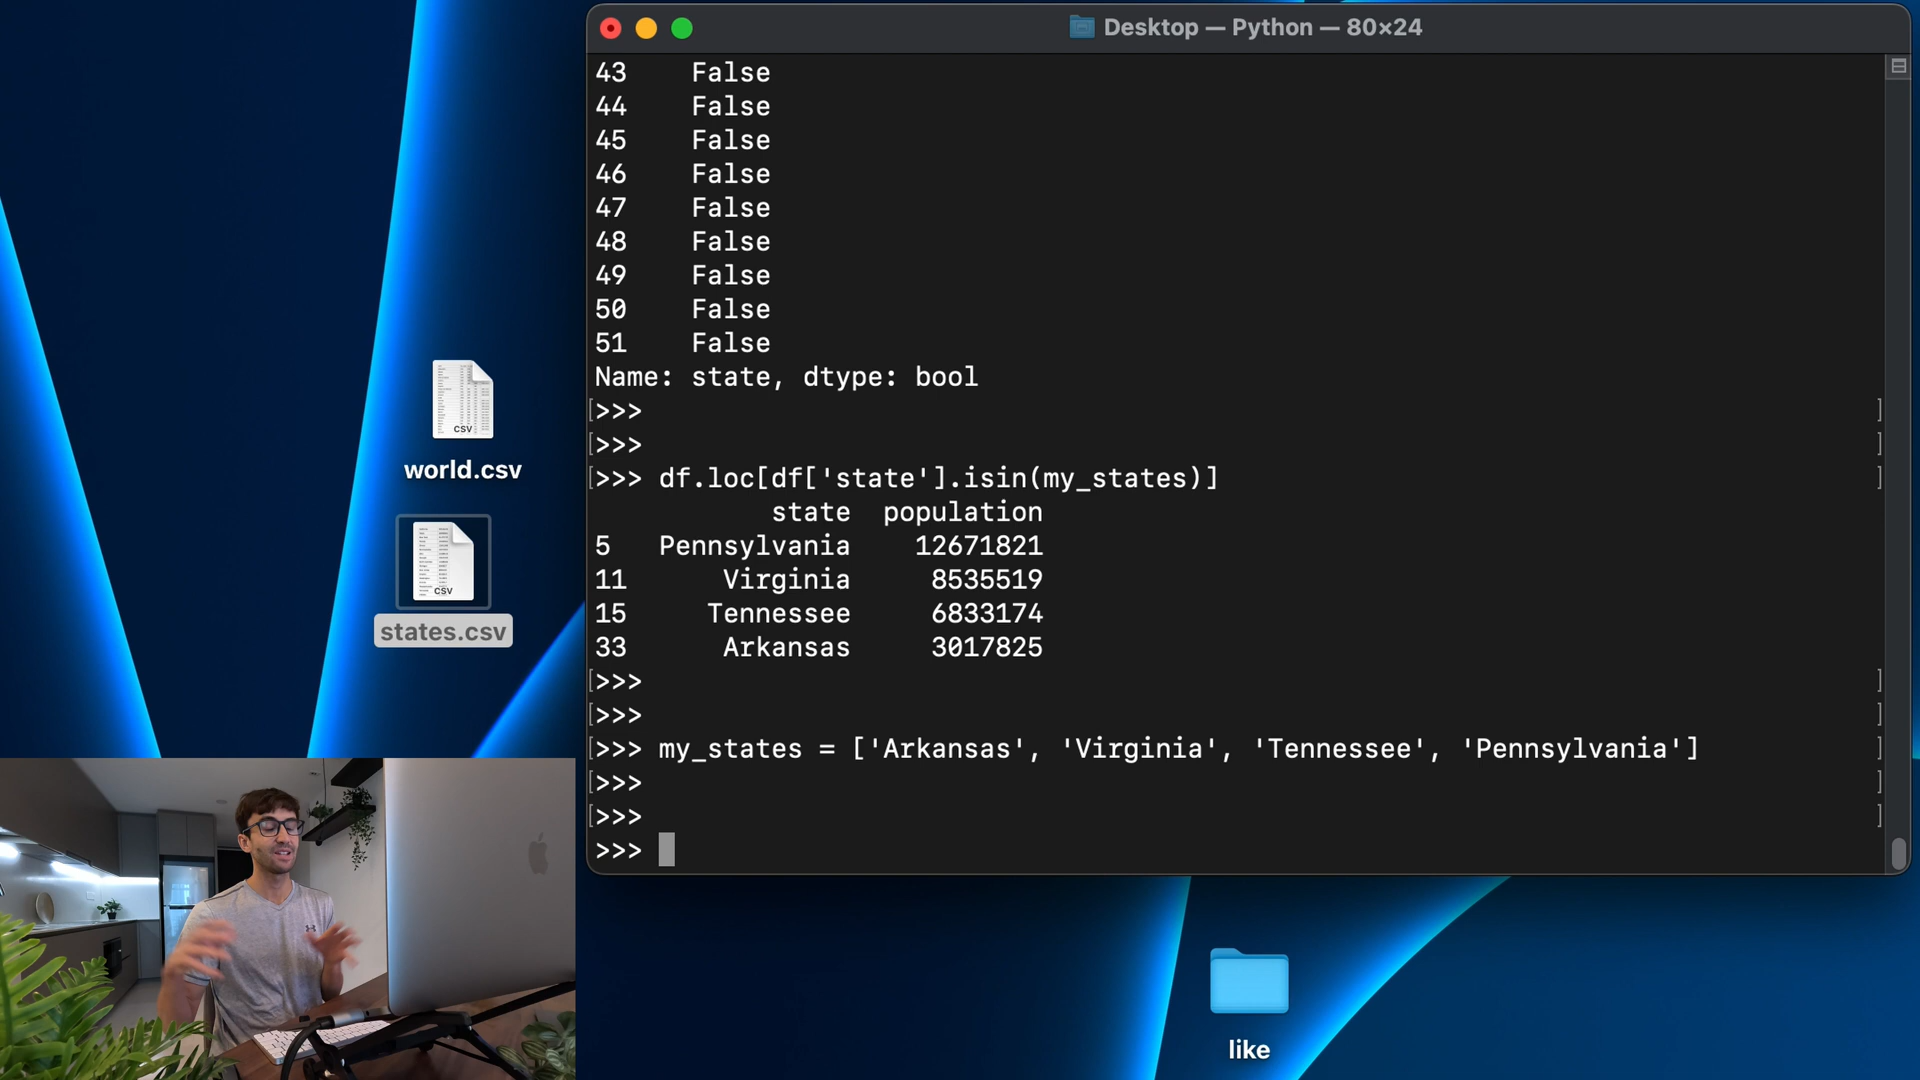 Desktop — Python — 80×24
43    False
44    False
45    False
46    False
47    False
48    False
49    False
50    False
51    False
Name: state, dtype: bool
[>>> ]
[>>> ]
[>>> df.loc[df['state'].isin(my_states)] ]
           state  population
5   Pennsylvania    12671821
11      Virginia     8535519
15     Tennessee     6833174
33      Arkansas     3017825
[>>> ]
[>>> ]
[>>> my_states = ['Arkansas', 'Virginia', 'Tennessee', 'Pennsylvania'] ]
[>>> ]
[>>> ]
>>>
CSV
world.csv
CSV
states.csv
like